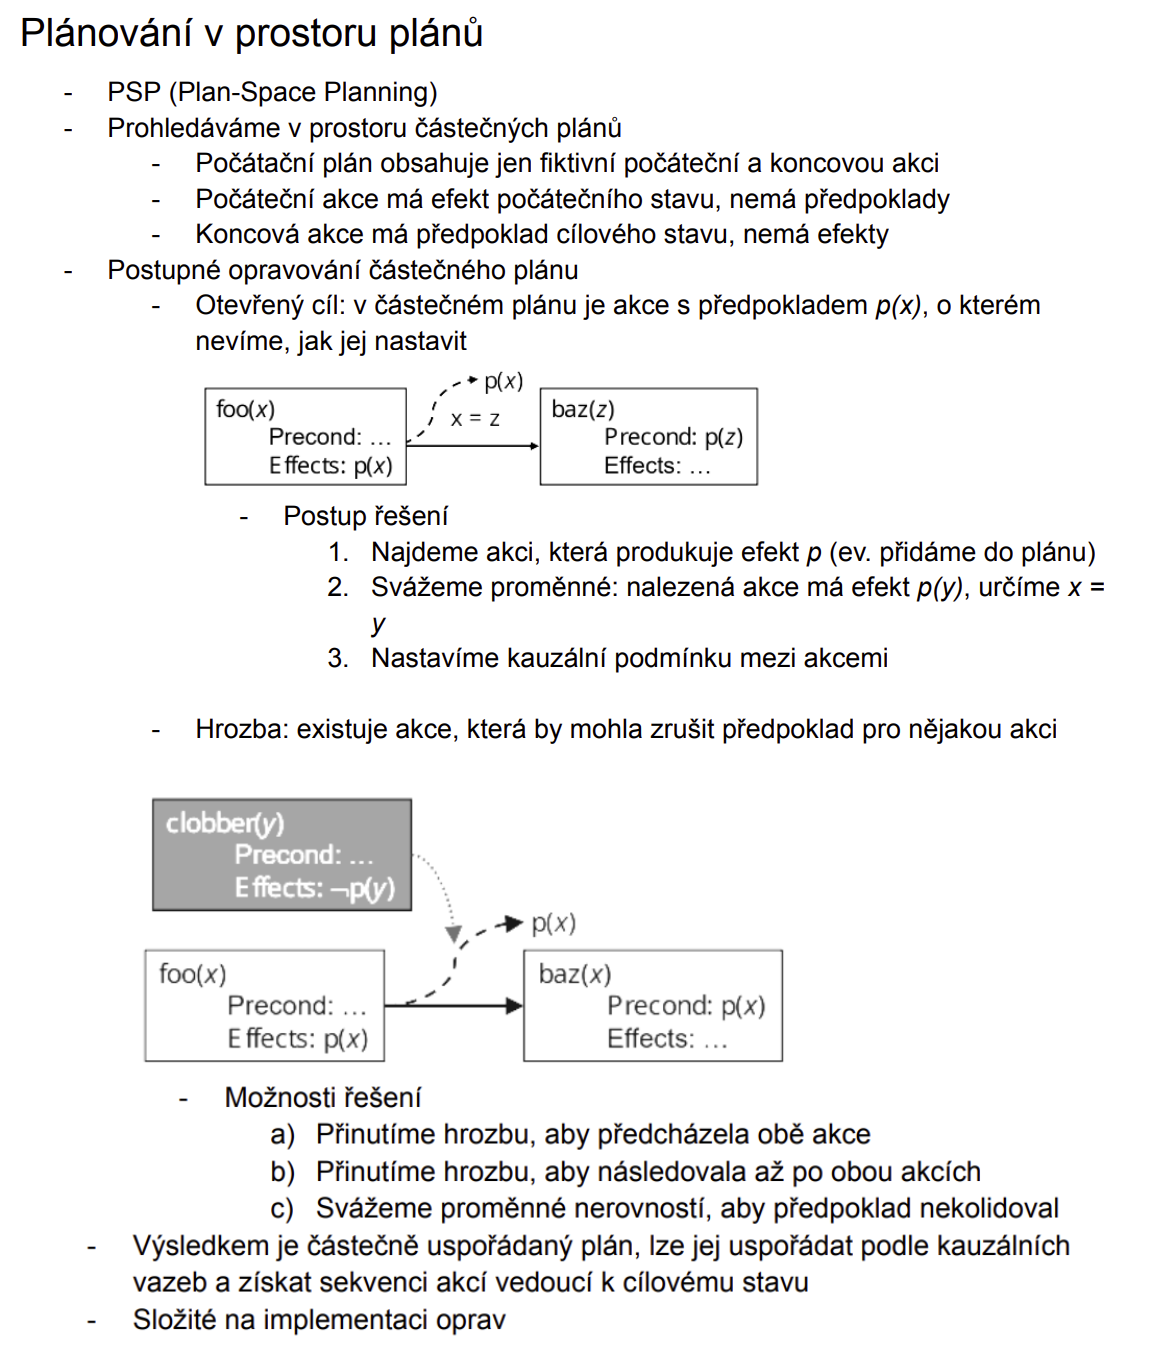 Plánování v prostoru plánů
- PSP (Plan-Space Planning)
- Prohledáváme v prostoru částečných plánů
- Počátační plán obsahuje jen fiktivní počáteční a koncovou akci
- Počáteční akce má efekt počátečního stavu, nemá předpoklady
- Koncová akce má předpoklad cílového stavu, nemá efekty
- Postupné opravování částečného plánu
- Otevřený cíl: v částečném plánu je akce s předpokladem p(x), o kterém
nevíme, jak jej nastavit
foo(x)
Precond: ...
Effects: p(x)
p(x)
x = z
baz(z)
Precond: p(z)
Effects: ...
- Postup řešení
1. Najdeme akci, která produkuje efekt p (ev. přidáme do plánu)
2. Svážeme proměnné: nalezená akce má efekt p(y), určíme x =
y
3. Nastavíme kauzální podmínku mezi akcemi
- Hrozba: existuje akce, která by mohla zrušit předpoklad pro nějakou akci
clobber(y)
Precond: ...
Effects: ¬p(y)
p(x)
foo(x)
Precond: ...
Effects: p(x)
baz(x)
Precond: p(x)
Effects: ...
- Možnosti řešení
a) Přinutíme hrozbu, aby předcházela obě akce
b) Přinutíme hrozbu, aby následovala až po obou akcích
c) Svážeme proměnné nerovností, aby předpoklad nekolidoval
- Výsledkem je částečně uspořádaný plán, lze jej uspořádat podle kauzálních
vazeb a získat sekvenci akcí vedoucí k cílovému stavu
- Složité na implementaci oprav